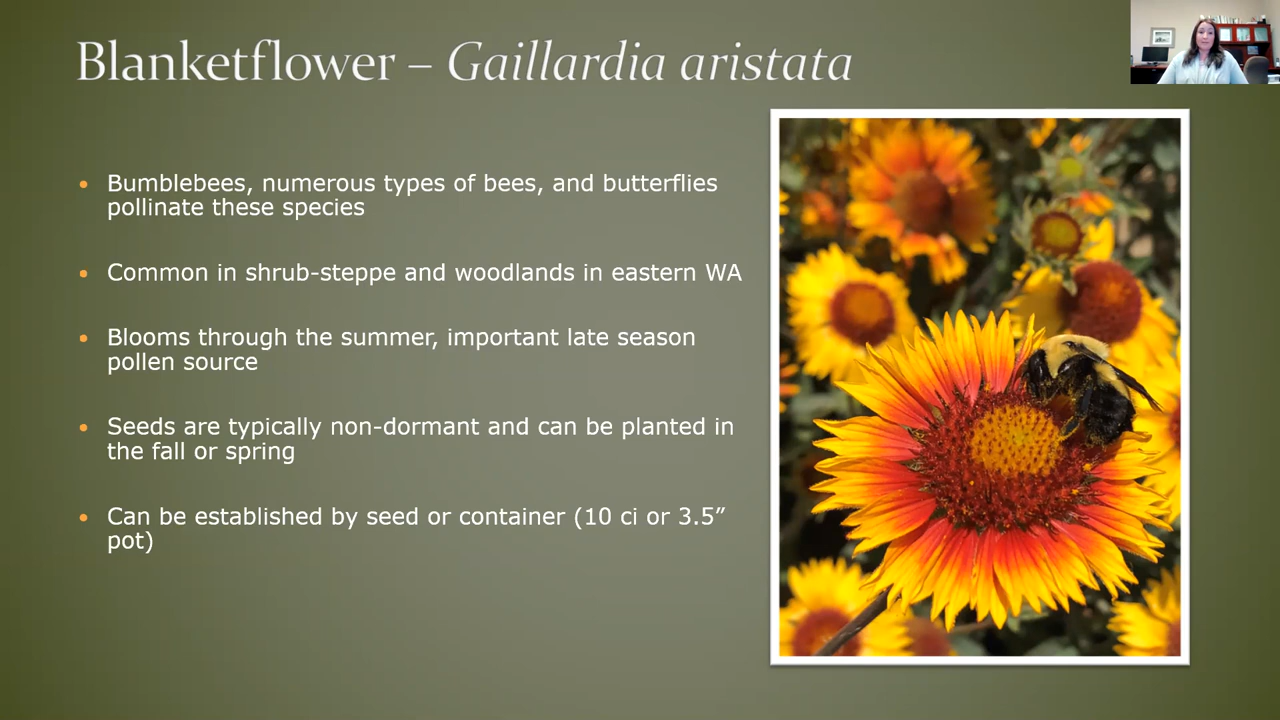 Blanketflower – Gaillardia aristata
• Bumblebees, numerous types of bees, and butterflies
pollinate these species
• Common in shrub-steppe and woodlands in eastern WA
• Blooms through the summer, important late season
pollen source
• Seeds are typically non-dormant and can be planted in
the fall or spring
• Can be established by seed or container (10 ci or 3.5”
pot)